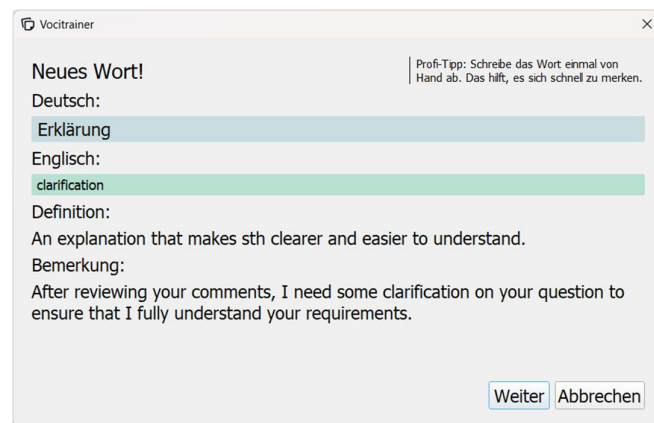 Vocitrainer
Neues Wort!
Profi-Tipp: Schreibe das Wort einmal von
Hand ab. Das hilft, es sich schnell zu merken.
Deutsch:
Erklärung
Englisch:
clarification
Definition:
An explanation that makes sth clearer and easier to understand.
Bemerkung:
After reviewing your comments, I need some clarification on your question to
ensure that I fully understand your requirements.
Weiter Abbrechen